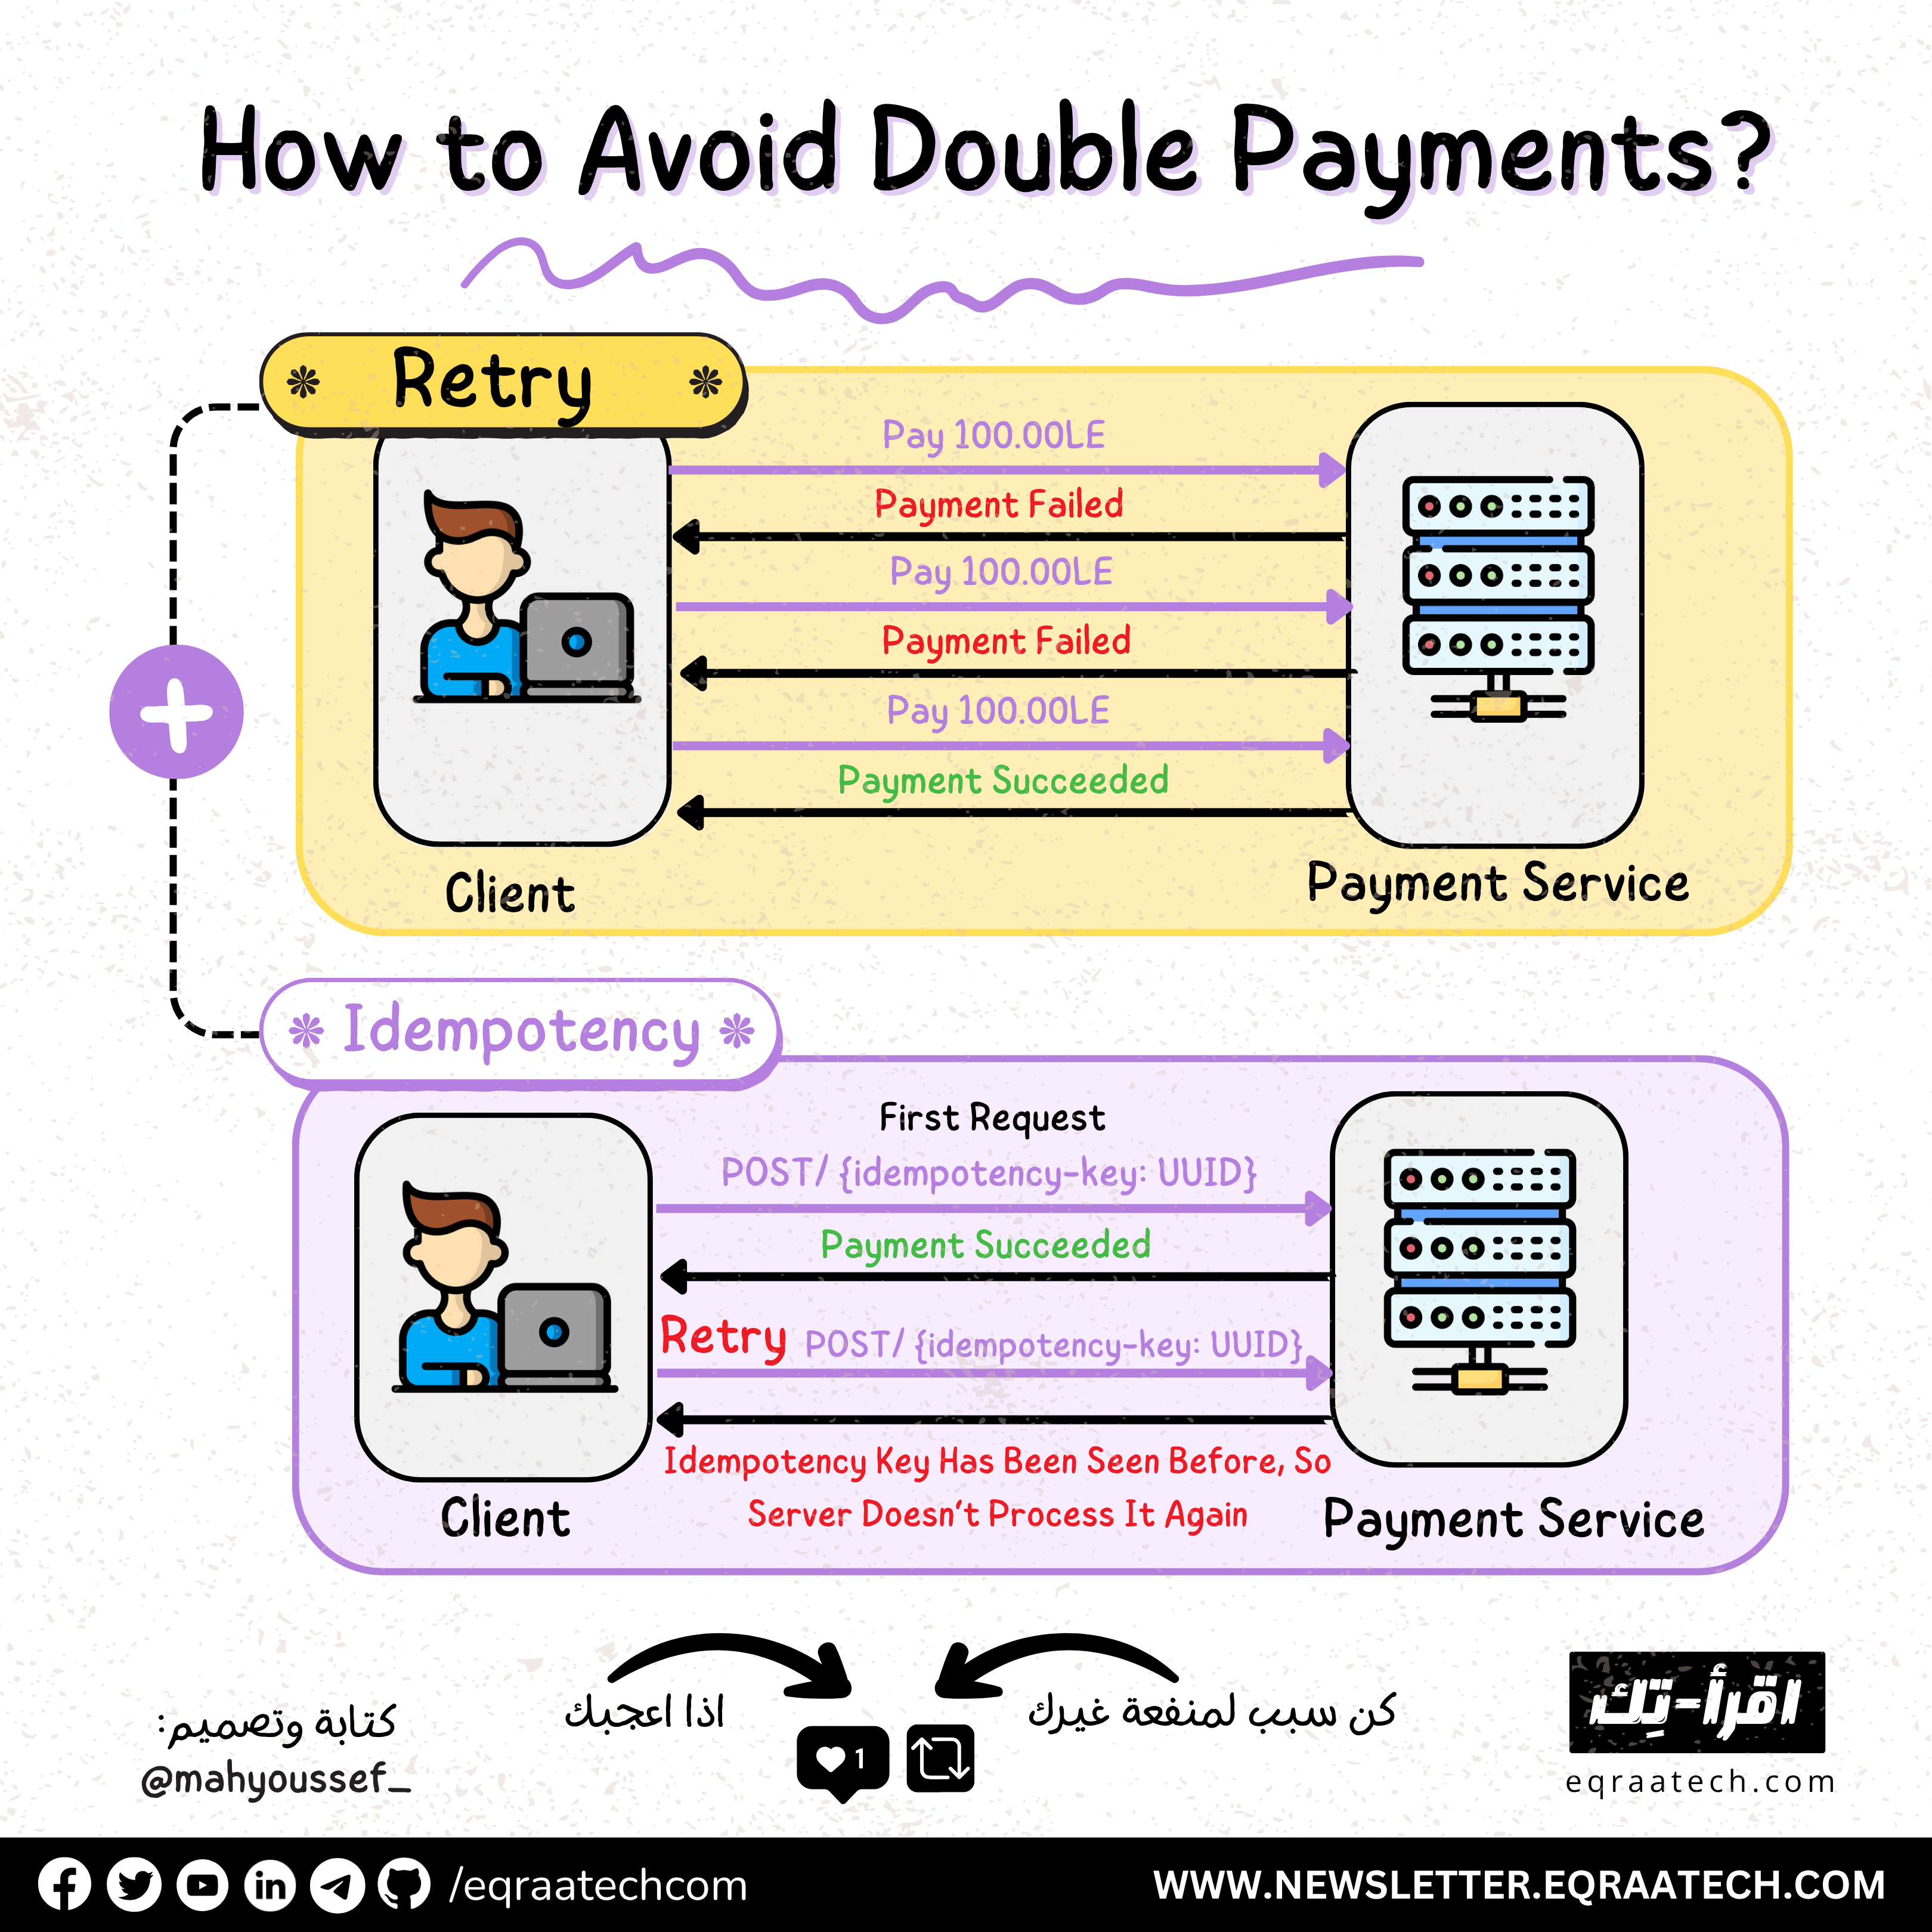 How to Avoid Double Payments?
Retry
Pay 100.00LE
Payment Failed
Pay 100.00LE
Payment Failed
Pay 100.00LE
Payment Succeeded
Client
Payment Service
Idempotency
First Request
POST/ {idempotency-key: UUID}
Payment Succeeded
Retry POST/ {idempotency-key: UUID}
Idempotency Key Has Been Seen Before, So
Server Doesn't Process It Again
Client
Payment Service
كتابة وتصميم:
@mahyoussef_
اذا اعجبك
1
كن سبب لمنفعة غيرك
اقرأ-تِك
eqraatech.com
/eqraatechcom
WWW.NEWSLETTER.EQRAATECH.COM